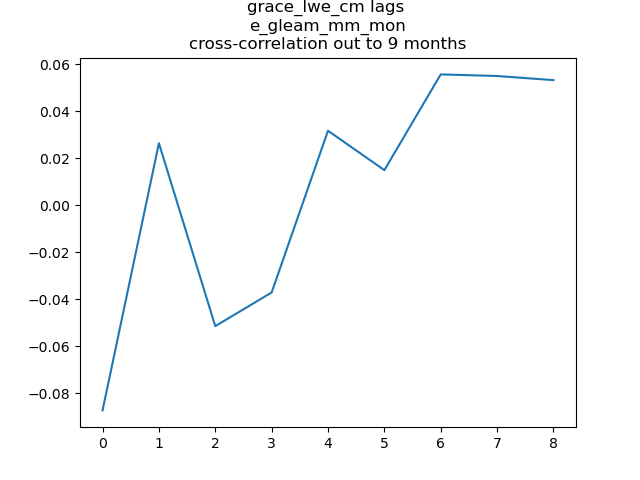 grace_lwe_cm lags
e_gleam_mm_mon
cross-correlation out to 9 months
0.06
0.04
0.02
0.00
−0.02
−0.04
−0.06
−0.08
0 1 2 3 4 5 6 7 8